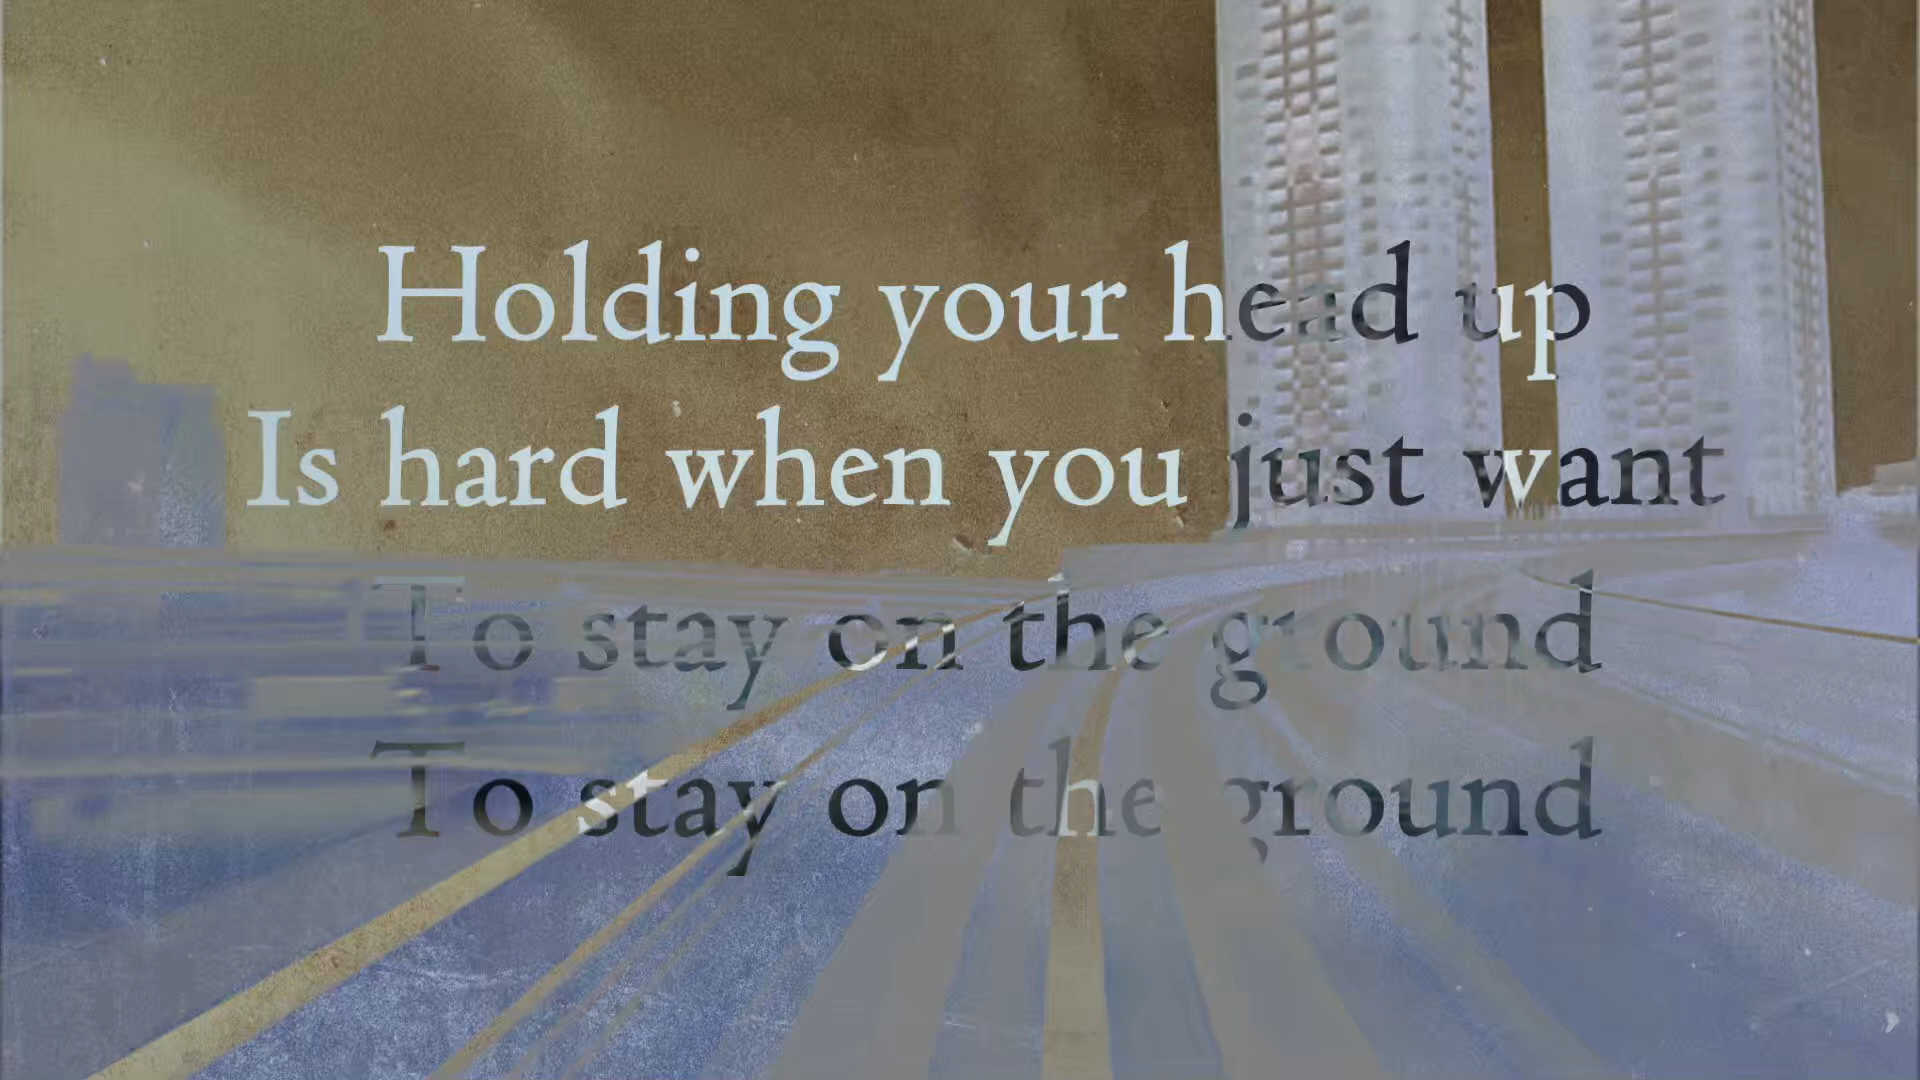 Holding your head up
Is hard when you just want
To stay on the ground
To stay on the ground